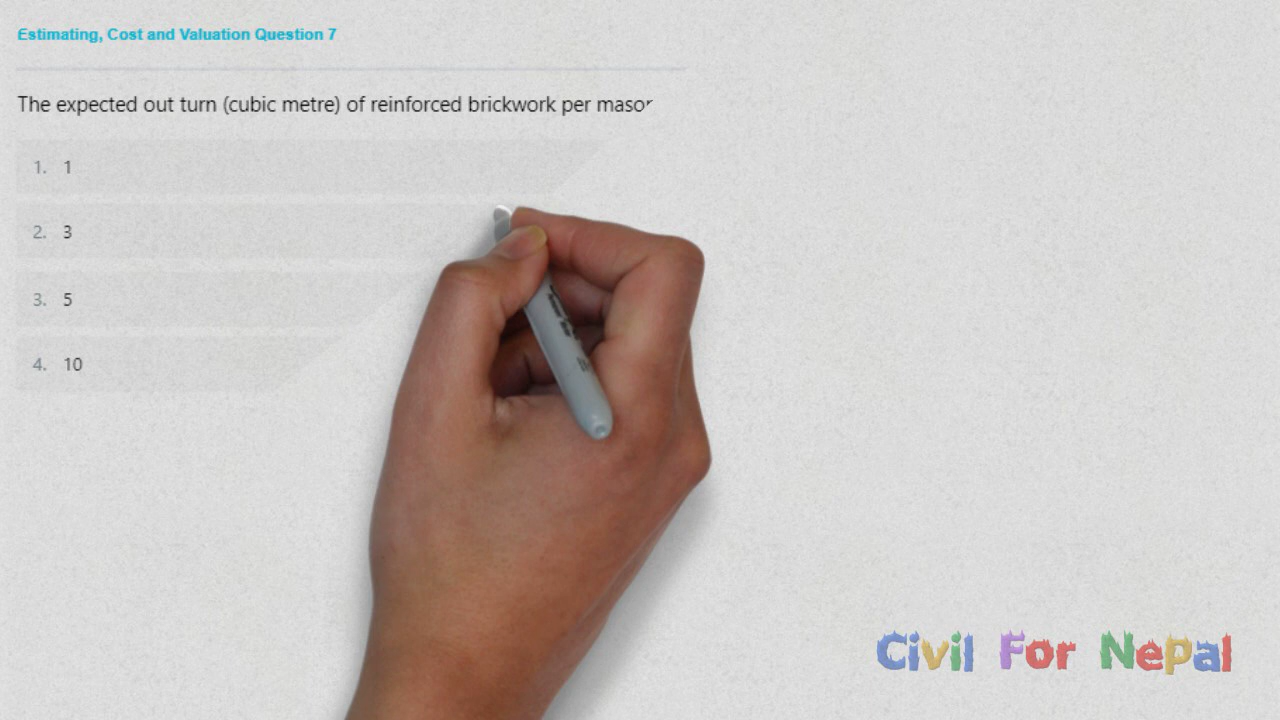 Estimating, Cost and Valuation Question 7
The expected out turn (cubic metre) of reinforced brickwork per
1. 1
2. 3
3. 5
4. 10
Civil For Nepal